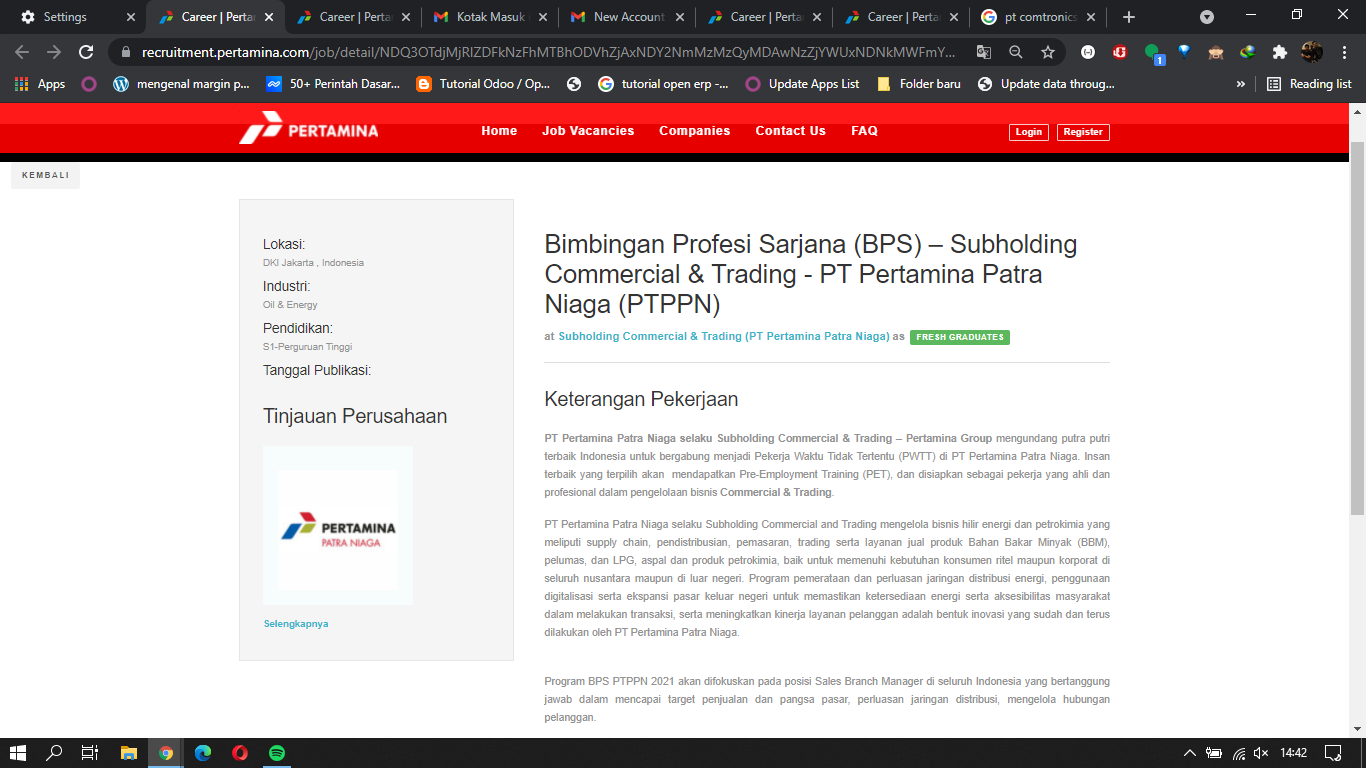 Settings
Career | Perta
Career | Perta
Kotak Masuk
New Account
Career | Perta
Career | Perta
pt comtronics
recruitment.pertamina.com/job/detail/NDQ3OTdjMjRlZDFkNzFhMTBhODVhZjAxNDY2NmMzMzQyMDAwNzZjYWUxNDNkMWFmY...
1
Apps
mengenal margin p...
50+ Perintah Dasar...
Tutorial Odoo / Op...
tutorial open erp -...
Update Apps List
Folder baru
Update data throug...
»
Reading list
PERTAMINA
Home
Job Vacancies
Companies
Contact Us
FAQ
Login
Register
KEMBALI
Lokasi:
DKI Jakarta , Indonesia
Industri:
Oil & Energy
Pendidikan:
S1-Perguruan Tinggi
Tanggal Publikasi:
Tinjauan Perusahaan
PERTAMINA
PATRA NIAGA
Selengkapnya
Bimbingan Profesi Sarjana (BPS) – Subholding
Commercial & Trading - PT Pertamina Patra
Niaga (PTPPN)
at Subholding Commercial & Trading (PT Pertamina Patra Niaga) as FRESH GRADUATES
Keterangan Pekerjaan
PT Pertamina Patra Niaga selaku Subholding Commercial & Trading – Pertamina Group mengundang putra putri
terbaik Indonesia untuk bergabung menjadi Pekerja Waktu Tidak Tertentu (PWTT) di PT Pertamina Patra Niaga. Insan
terbaik yang terpilih akan mendapatkan Pre-Employment Training (PET), dan disiapkan sebagai pekerja yang ahli dan
profesional dalam pengelolaan bisnis Commercial & Trading.
PT Pertamina Patra Niaga selaku Subholding Commercial and Trading mengelola bisnis hilir energi dan petrokimia yang
meliputi supply chain, pendistribusian, pemasaran, trading serta layanan jual produk Bahan Bakar Minyak (BBM),
pelumas, dan LPG, aspal dan produk petrokimia, baik untuk memenuhi kebutuhan konsumen ritel maupun korporat di
seluruh nusantara maupun di luar negeri. Program pemerataan dan perluasan jaringan distribusi energi, penggunaan
digitalisasi serta ekspansi pasar keluar negeri untuk memastikan ketersediaan energi serta aksesibilitas masyarakat
dalam melakukan transaksi, serta meningkatkan kinerja layanan pelanggan adalah bentuk inovasi yang sudah dan terus
dilakukan oleh PT Pertamina Patra Niaga.
Program BPS PTPPN 2021 akan difokuskan pada posisi Sales Branch Manager di seluruh Indonesia yang bertanggung
jawab dalam mencapai target penjualan dan pangsa pasar, perluasan jaringan distribusi, mengelola hubungan
pelanggan.
14:42